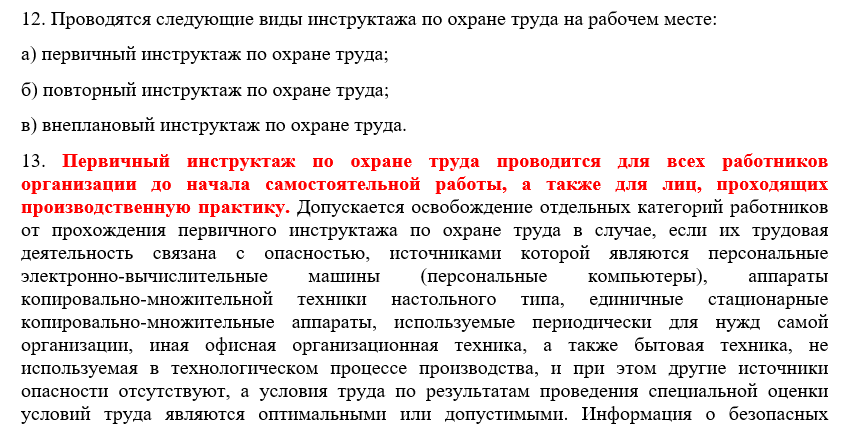 12. Проводятся следующие виды инструктажа по охране труда на рабочем месте:
а) первичный инструктаж по охране труда;
б) повторный инструктаж по охране труда;
в) внеплановый инструктаж по охране труда.
13. Первичный инструктаж по охране труда проводится для всех работников
организации до начала самостоятельной работы, а также для лиц, проходящих
производственную практику. Допускается освобождение отдельных категорий работников
от прохождения первичного инструктажа по охране труда в случае, если их трудовая
деятельность связана с опасностью, источниками которой являются персональные
электронно-вычислительные машины (персональные компьютеры), аппараты
копировально-множительной техники настольного типа, единичные стационарные
копировально-множительные аппараты, используемые периодически для нужд самой
организации, иная офисная организационная техника, а также бытовая техника, не
используемая в технологическом процессе производства, и при этом другие источники
опасности отсутствуют, а условия труда по результатам проведения специальной оценки
условий труда являются оптимальными или допустимыми. Информация о безопасных